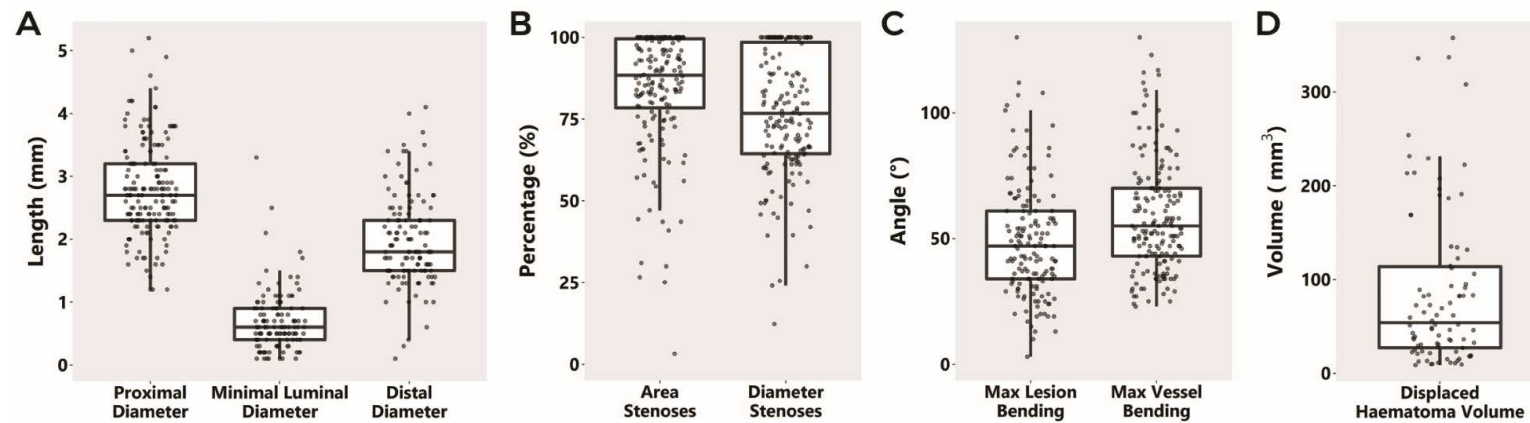 A
Length (mm)
5
4
3
2
1
0
Proximal
Diameter
Minimal Luminal
Diameter
Distal
Diameter
B
Percentage (%)
100
75
50
25
0
Area
Stenoses
Diameter
Stenoses
C
Angle (°)
100
50
0
Max Lesion
Bending
Max Vessel
Bending
D
Volume ( mm³)
300
200
100
0
Displaced
Haematoma Volume